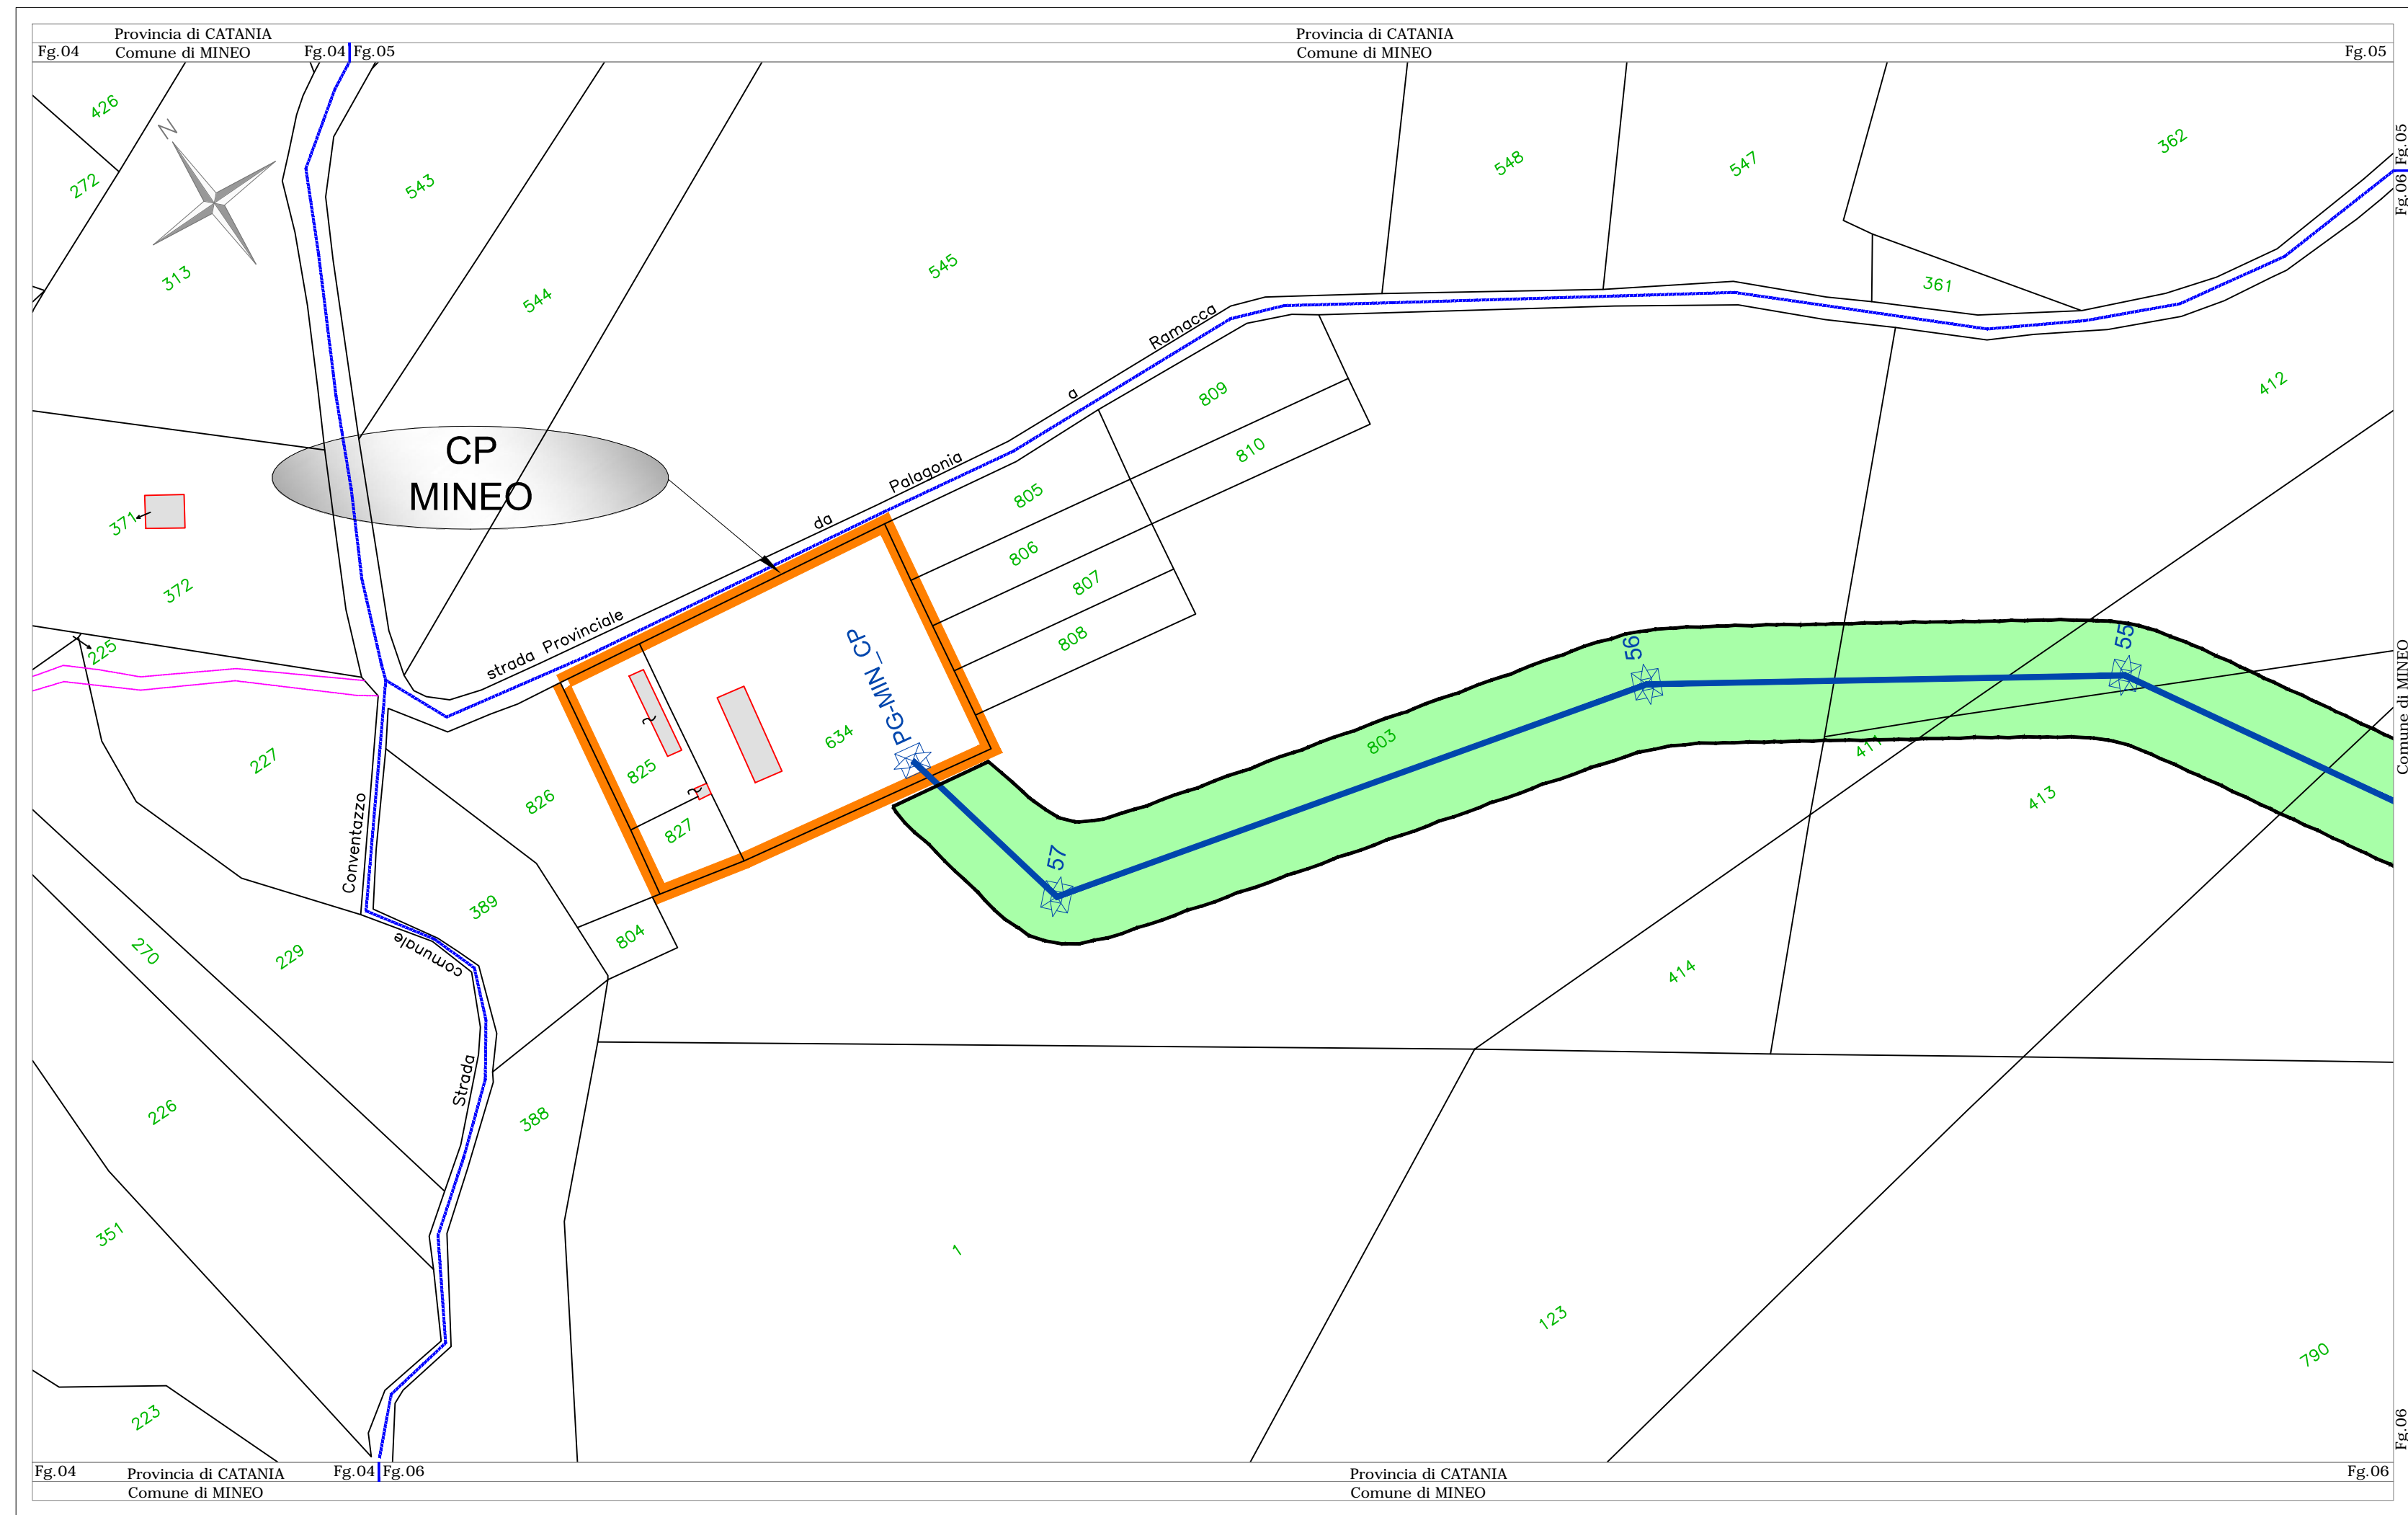 Provincia di CATANIA
Provincia di CATANIA
Fg.04
Comune di MINEO
Fg.04
Fg.05
Comune di MINEO
Fg.05
426
N
272
543
548
547
362
Fg.05
Fg.06
313
544
545
361
Ramacca
a
809
412
CP
MINEO
Palagonia
810
805
da
371
372
806
807
strada Provinciale
808
225
PG-MIN_CP
56
55
Comune di MINEO
634
803
411
227
825
826
827
413
Conventazzo
57
389
804
comunale
270
229
414
Strada
226
388
351
1
123
790
223
Fg.06
Fg.04
Provincia di CATANIA
Fg.04
Fg.06
Provincia di CATANIA
Fg.06
Comune di MINEO
Comune di MINEO